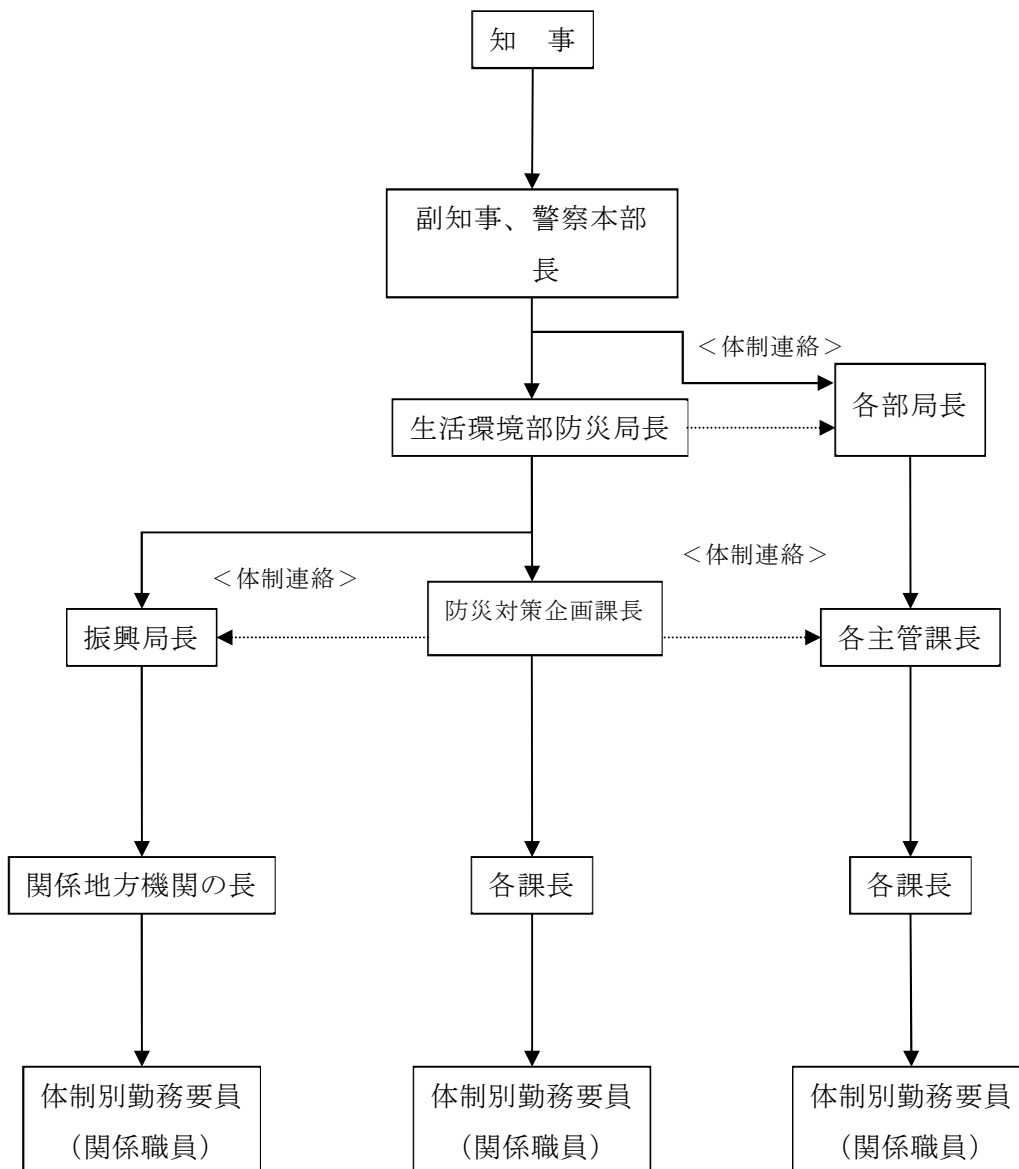 知　事
副知事、警察本部
長
＜体制連絡＞
各部局長
生活環境部防災局長
＜体制連絡＞
＜体制連絡＞
振興局長
防災対策企画課長
各主管課長
関係地方機関の長
各課長
各課長
体制別勤務要員
（関係職員）
体制別勤務要員
（関係職員）
体制別勤務要員
（関係職員）